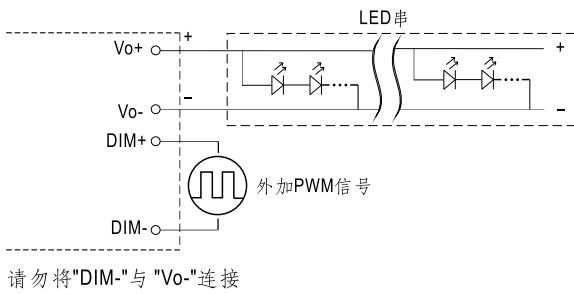 LED串
Vo+
+
+
Vo-
−
−
DIM+
外加PWM信号
DIM-
请勿将"DIM-"与 "Vo-"连接